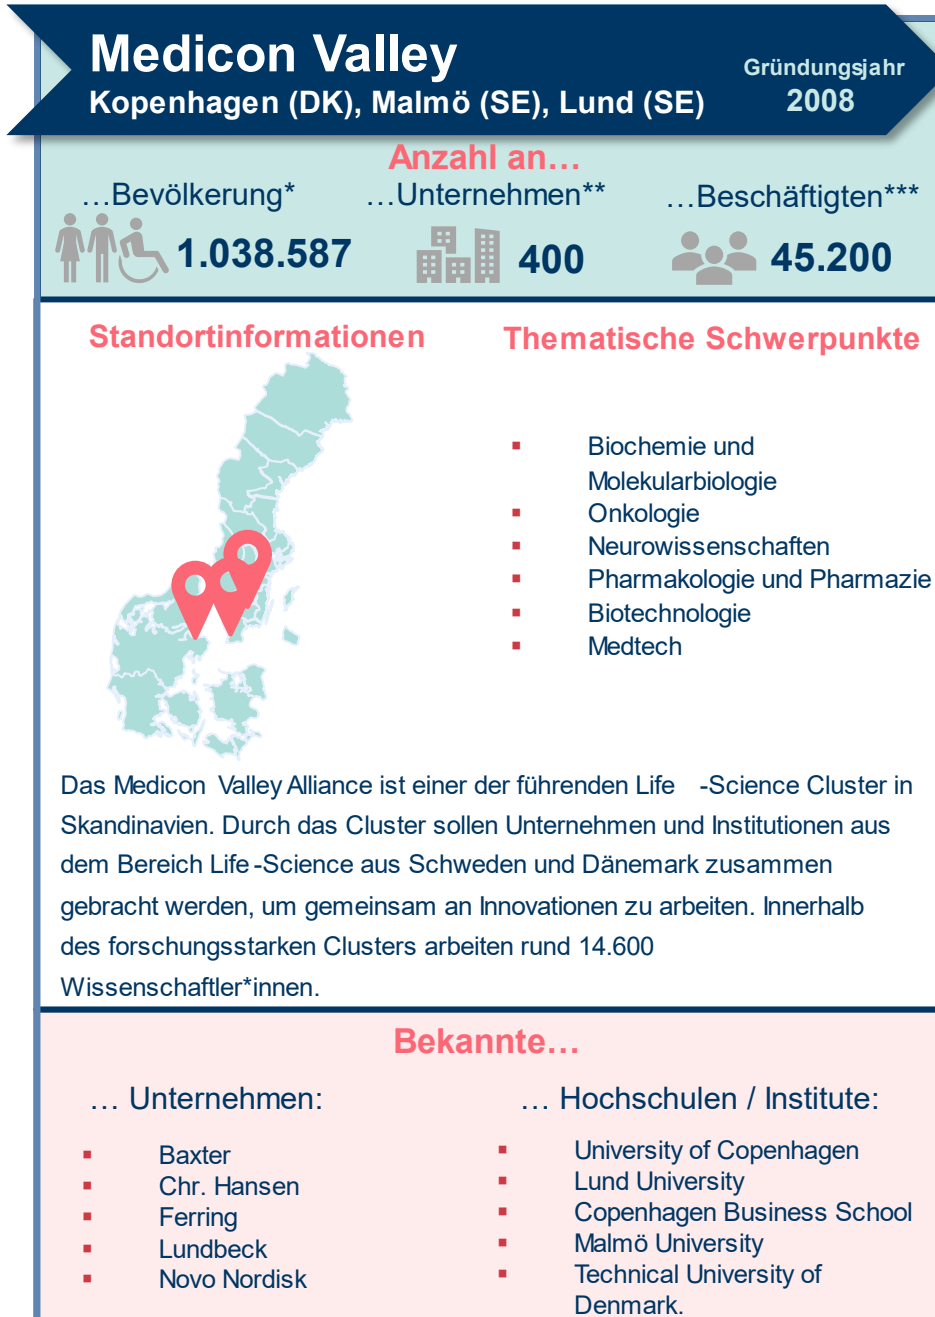 Medicon Valley
Kopenhagen (DK), Malmö (SE), Lund (SE)
Gründungsjahr
2008
Anzahl an…
…Bevölkerung*
…Unternehmen**
…Beschäftigten***
1.038.587
400
45.200
Standortinformationen
Thematische Schwerpunkte
▪ Biochemie und
Molekularbiologie
▪ Onkologie
▪ Neurowissenschaften
▪ Pharmakologie und Pharmazie
▪ Biotechnologie
▪ Medtech
Das Medicon Valley Alliance ist einer der führenden Life -Science Cluster in
Skandinavien. Durch das Cluster sollen Unternehmen und Institutionen aus
dem Bereich Life-Science aus Schweden und Dänemark zusammen
gebracht werden, um gemeinsam an Innovationen zu arbeiten. Innerhalb
des forschungsstarken Clusters arbeiten rund 14.600
Wissenschaftler*innen.
Bekannte…
… Unternehmen:
▪ Baxter
▪ Chr. Hansen
▪ Ferring
▪ Lundbeck
▪ Novo Nordisk
… Hochschulen / Institute:
▪ University of Copenhagen
▪ Lund University
▪ Copenhagen Business School
▪ Malmö University
▪ Technical University of
Denmark.